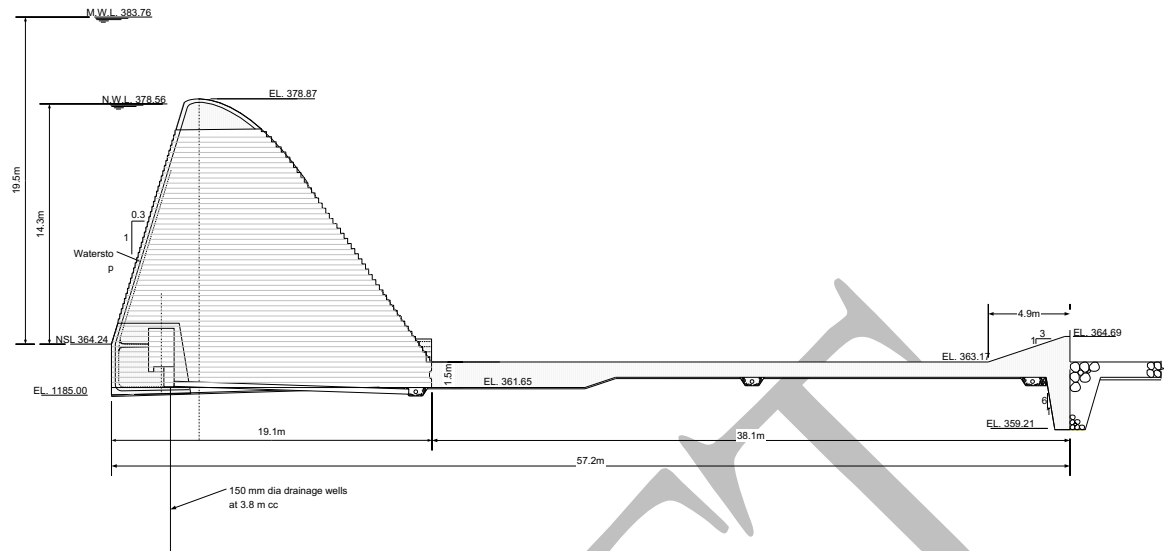 M.W.L. 383.76
N.W.L. 378.56
EL. 378.87
19.5m
14.3m
0.3
1
Watersto
p
NSL 364.24
EL. 1185.00
1.5m
EL. 361.65
4.9m
3
1
EL. 364.69
EL. 363.17
6
1
EL. 359.21
19.1m
38.1m
57.2m
150 mm dia drainage wells
at 3.8 m cc